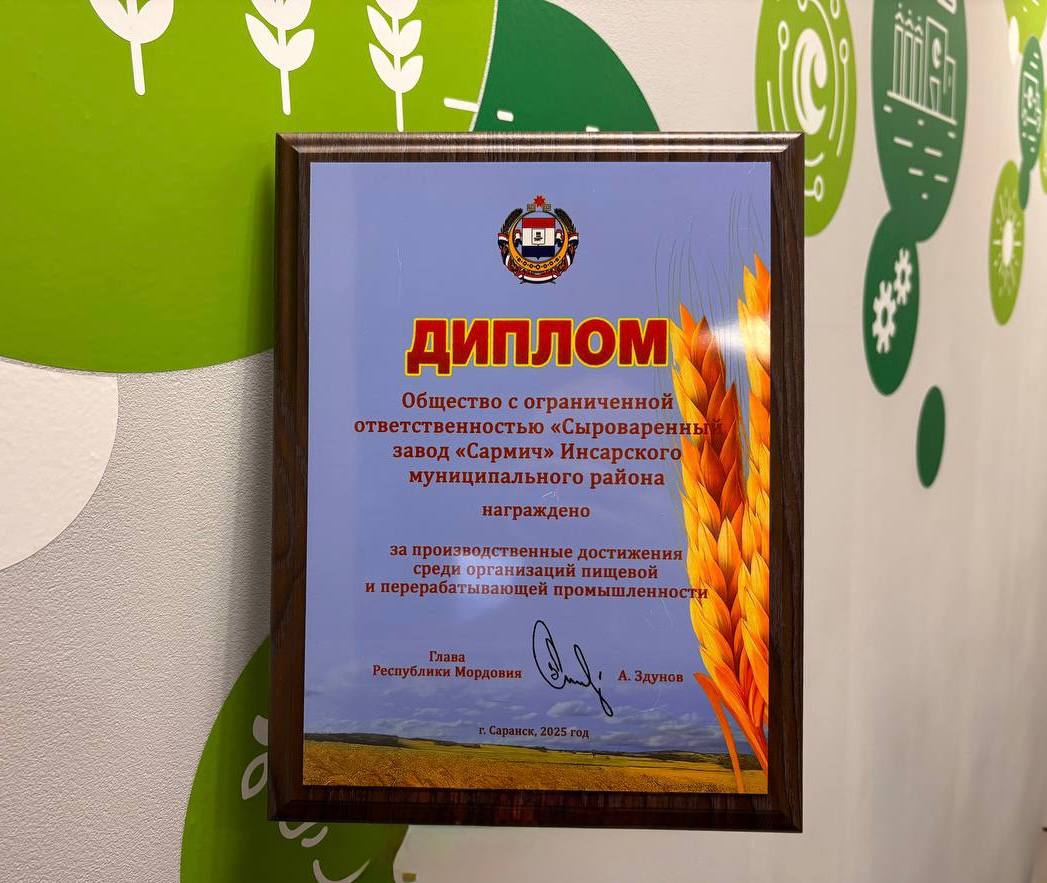 ДИПЛОМ
Общество с ограниченной
ответственностью «Сыроваренный
завод «Сармич» Инсарского
муниципального района
награждено
за производственные достижения
среди организаций пищевой
и перерабатывающей промышленности
Глава
Республики Мордовия
А. Здунов
г. Саранск, 2025 год